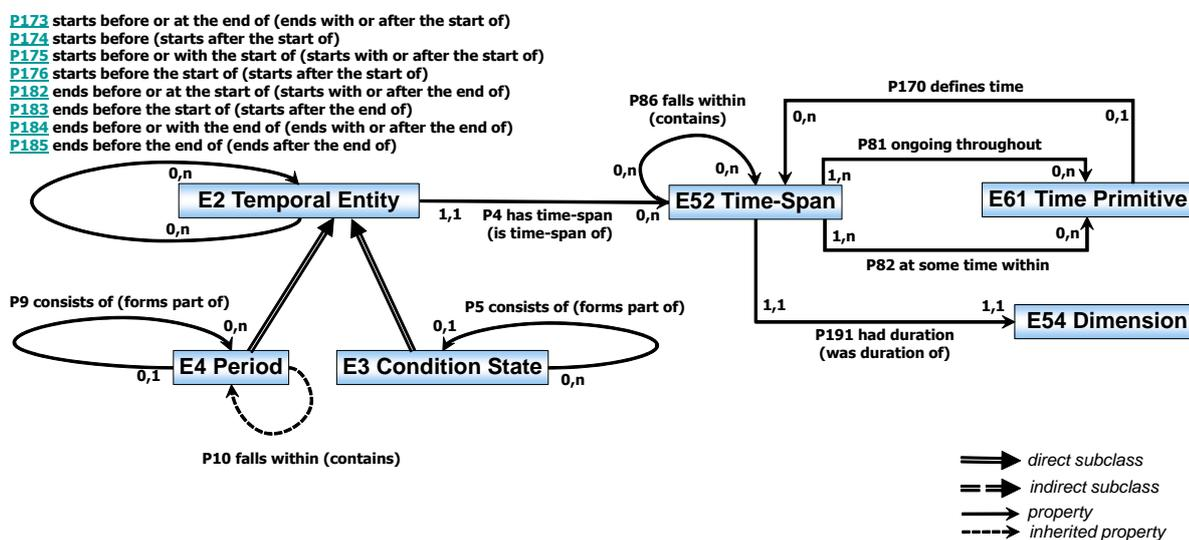 P173 starts before or at the end of (ends with or after the start of)
P174 starts before (starts after the start of)
P175 starts before or with the start of (starts with or after the start of)
P176 starts before the start of (starts after the start of)
P182 ends before or at the start of (starts with or after the end of)
P183 ends before the start of (starts after the end of)
P184 ends before or with the end of (ends with or after the end of)
P185 ends before the end of (ends after the end of)
0,n
E2 Temporal Entity
0,n
1,1
P4 has time-span
(is time-span of)
0,n
P86 falls within
(contains)
0,n
0,n
E52 Time-Span
P170 defines time
0,n
0,1
P81 ongoing throughout
1,n
0,n
E61 Time Primitive
1,n
0,n
P82 at some time within
1,1
1,1
E54 Dimension
P191 had duration
(was duration of)
P9 consists of (forms part of)
0,n
E4 Period
0,1
P10 falls within (contains)
P5 consists of (forms part of)
0,1
E3 Condition State
0,n
direct subclass
indirect subclass
property
inherited property